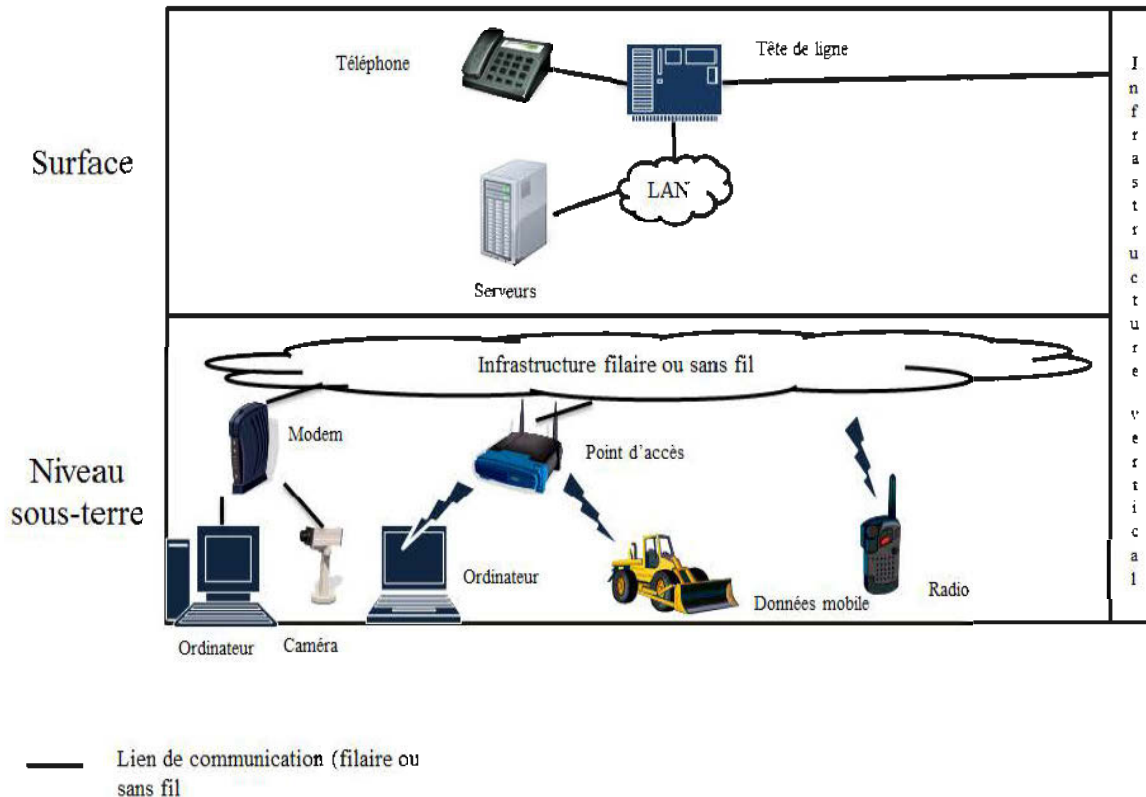 Téléphone
Tête de ligne
Surface
LAN
Serveurs
Infrastructure vertical
Infrastructure filaire ou sans fil
Modem
Point d'accès
Niveau
sous-terre
Ordinateur
Données mobile
Radio
Ordinateur
Caméra
Lien de communication (filaire ou
sans fil